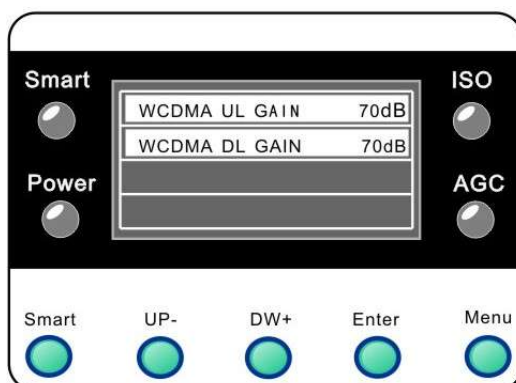 Smart
ISO
WCDMA UL GAIN 70dB
WCDMA DL GAIN 70dB
Power
AGC
Smart UP- DW+ Enter Menu